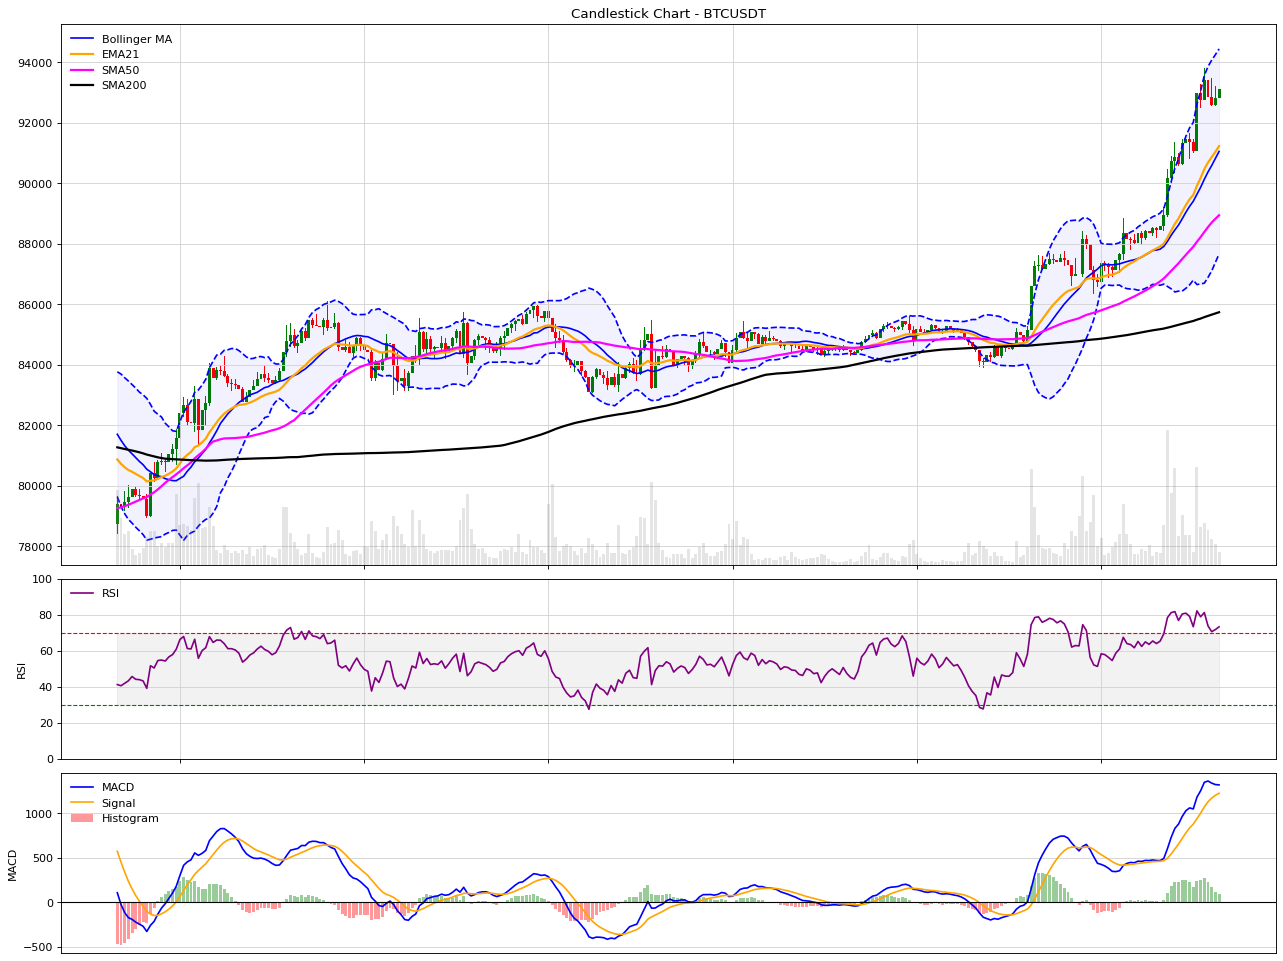 Candlestick Chart - BTCUSDT
Bollinger MA
EMA21
SMA50
SMA200
94000
92000
90000
88000
86000
84000
82000
80000
78000
RSI
100
80
60
40
20
0
RSI
MACD
Signal
Histogram
1000
500
0
−500
MACD